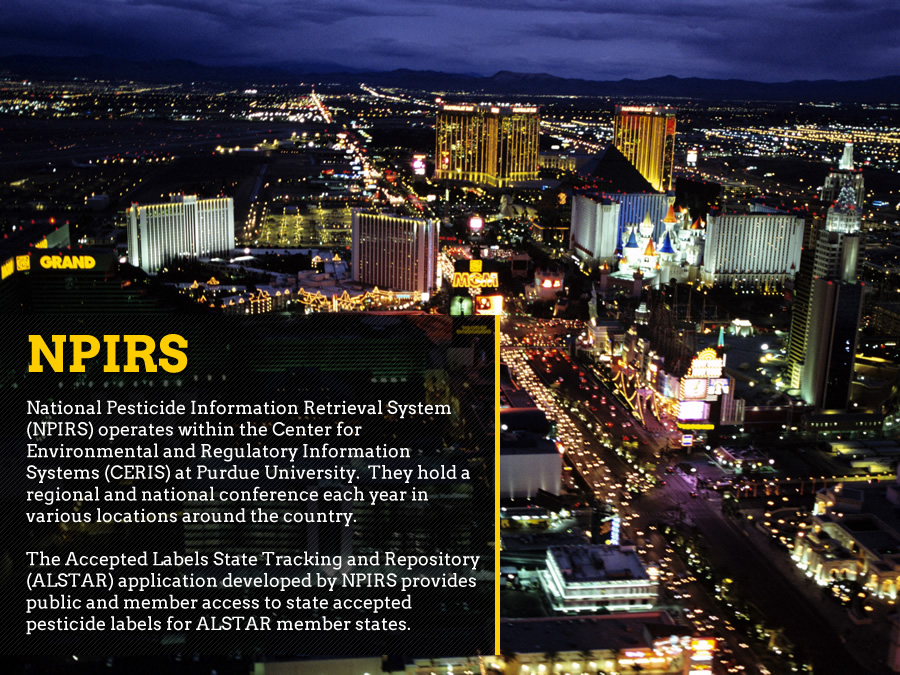 GRAND
MGM
NPIRS
National Pesticide Information Retrieval System
(NPIRS) operates within the Center for
Environmental and Regulatory Information
Systems (CERIS) at Purdue University.  They hold a
regional and national conference each year in
various locations around the country.
The Accepted Labels State Tracking and Repository
(ALSTAR) application developed by NPIRS provides
public and member access to state accepted
pesticide labels for ALSTAR member states.